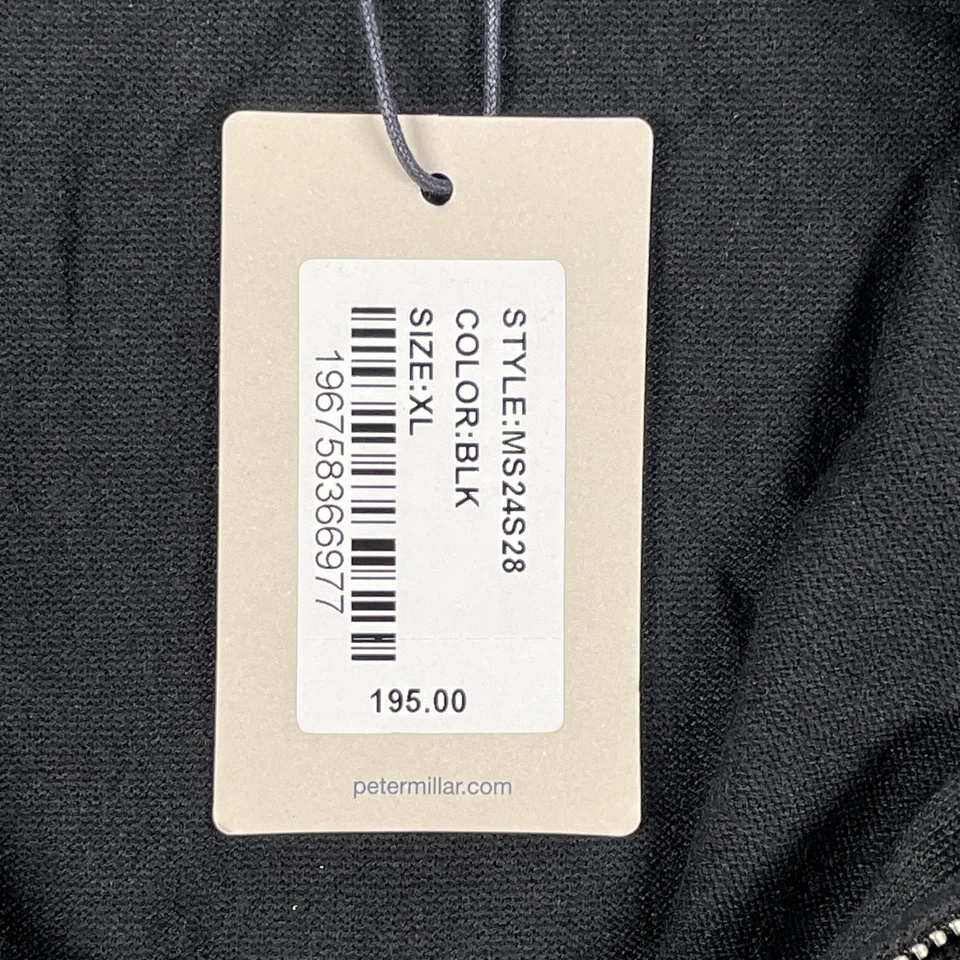 STYLE:MS24S28
COLOR:BLK
SIZE:XL
196758366977
195.00
petermillar.com